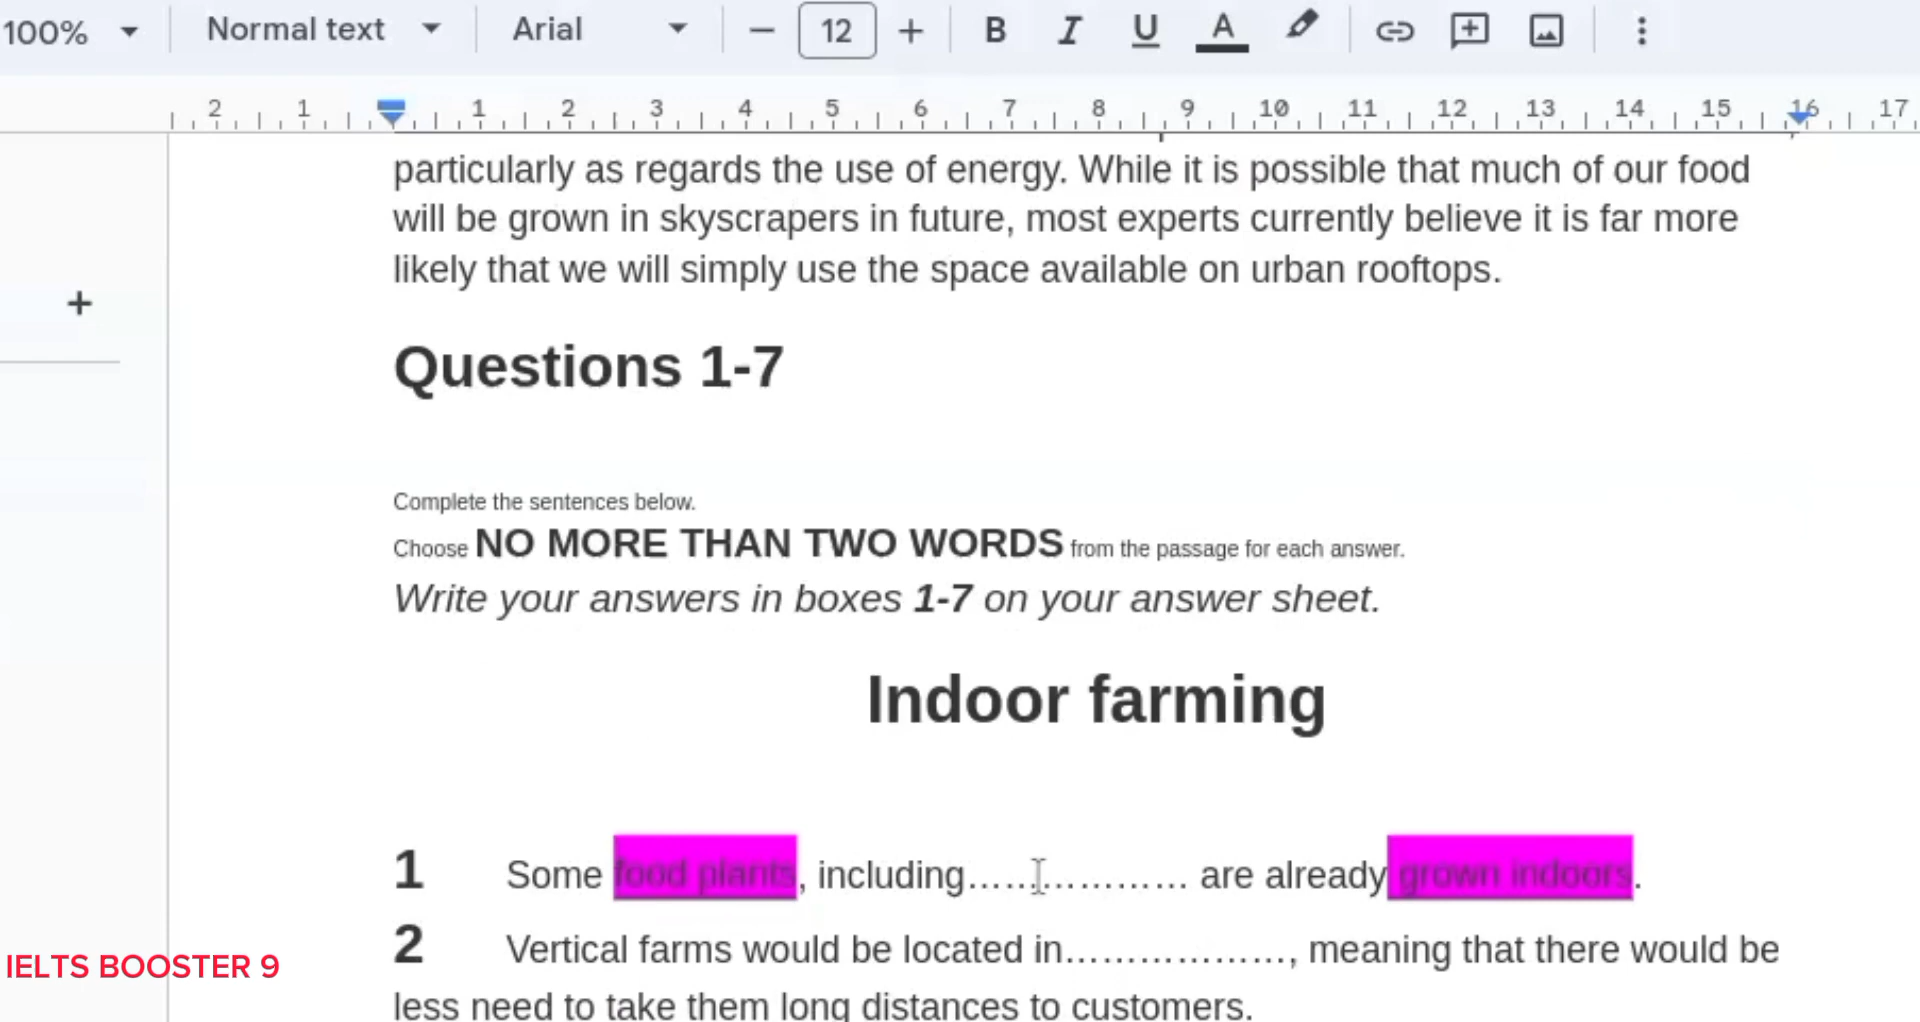 100% Normal text Arial 12 B I U A
2 1 1 2 3 4 5 6 7 8 9 10 11 12 13 14 15 16 17
particularly as regards the use of energy. While it is possible that much of our food
will be grown in skyscrapers in future, most experts currently believe it is far more
likely that we will simply use the space available on urban rooftops.
Questions 1-7
Complete the sentences below.
Choose NO MORE THAN TWO WORDS from the passage for each answer.
Write your answers in boxes 1-7 on your answer sheet.
Indoor farming
1 Some food plants, including.................. are already grown indoors.
2 Vertical farms would be located in.................., meaning that there would be
less need to take them long distances to customers.
IELTS BOOSTER 9